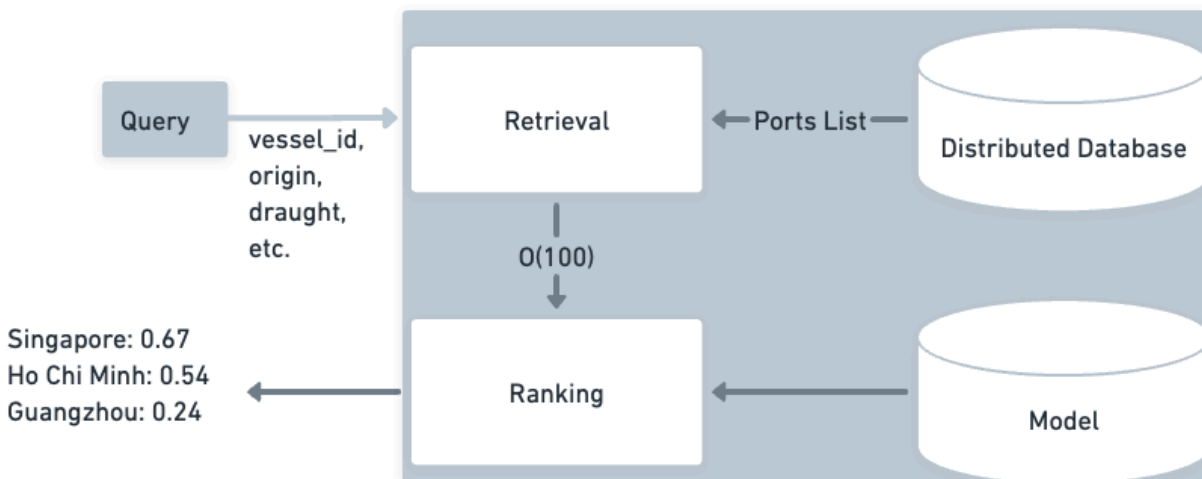 Query
vessel_id,
origin,
draught,
etc.
Retrieval
Ports List
Distributed Database
O(100)
Ranking
Model
Singapore: 0.67
Ho Chi Minh: 0.54
Guangzhou: 0.24